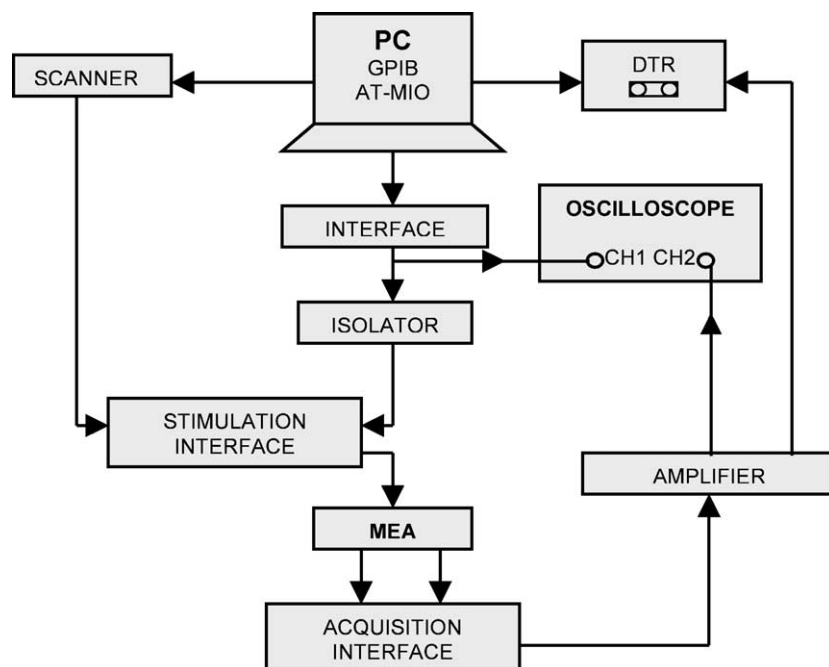 PC
GPIB
AT-MIO
SCANNER
DTR
INTERFACE
OSCILLOSCOPE
CH1 CH2
ISOLATOR
STIMULATION
INTERFACE
AMPLIFIER
MEA
ACQUISITION
INTERFACE